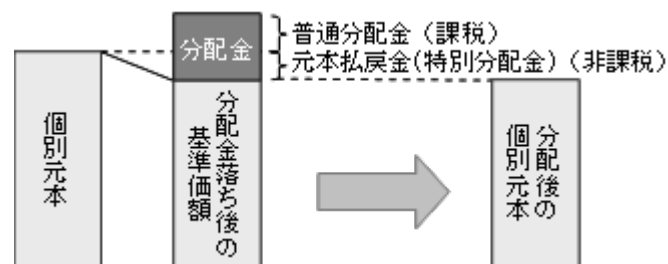 分配金
普通分配金（課税）
元本払戻金(特別分配金)（非課税）
個別元本
分配金落ち後の
基準価額
分配後の
個別元本